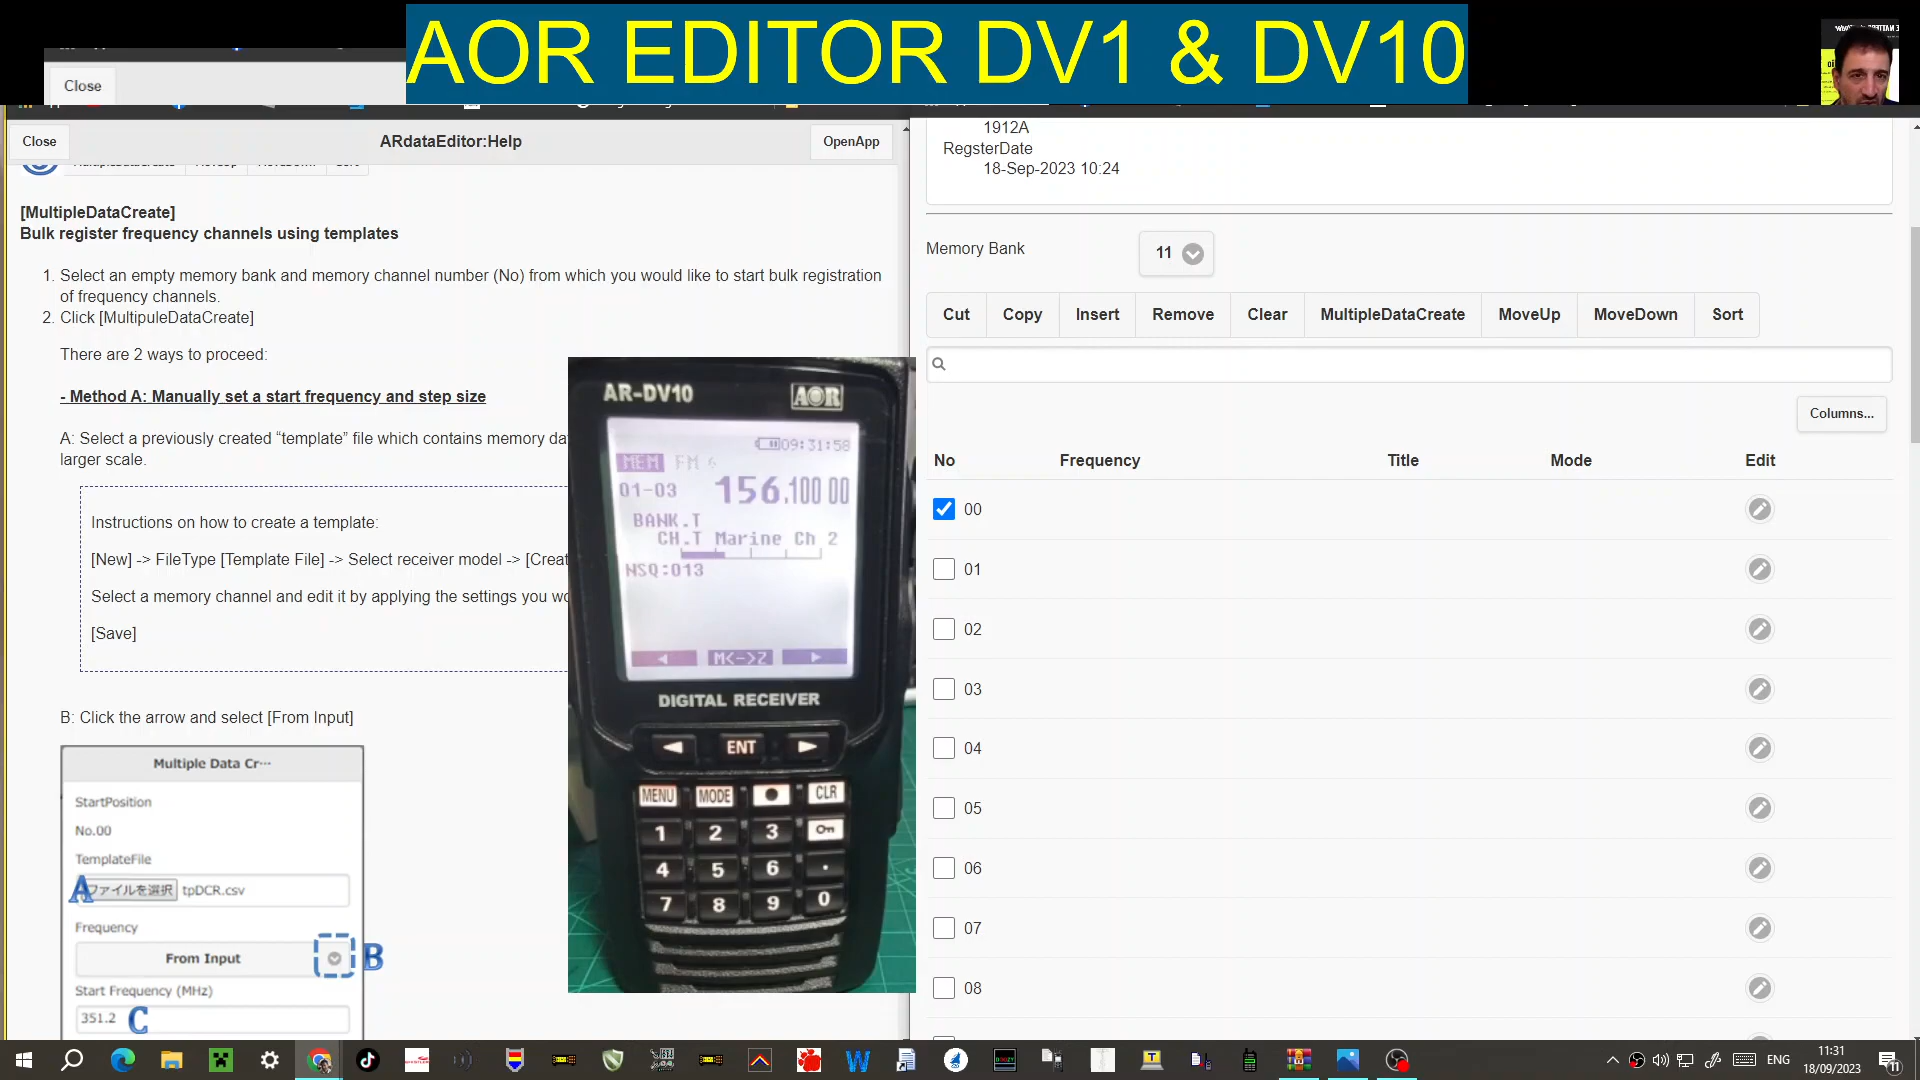 AOR EDITOR DV1 & DV10
Close
Close
ARdataEditor:Help
OpenApp
[MultipleDataCreate]
Bulk register frequency channels using templates
1. Select an empty memory bank and memory channel number (No) from which you would like to start bulk registration
of frequency channels.
2. Click [MultipuleDataCreate]
There are 2 ways to proceed:
- Method A: Manually set a start frequency and step size
A: Select a previously created “template” file which contains memory da
larger scale.
Instructions on how to create a template:
[New] -> FileType [Template File] -> Select receiver model -> [Creat
Select a memory channel and edit it by applying the settings you wo
[Save]
B: Click the arrow and select [From Input]
Multiple Data Cr···
StartPosition
No.00
TemplateFile
A
ファイルを選択 tpDCR.csv
Frequency
From Input
B
Start Frequency (MHz)
351.2
C
AR-DV10
AOR
09:31:58
MEM FM 6
01-03 156.100 00
BANK.T
CH.T Marine Ch 2
NSQ:013
M<->Z
DIGITAL RECEIVER
ENT
MENU MODE CLR
1 2 3
4 5 6 .
7 8 9 0
1912A
RegsterDate
18-Sep-2023 10:24
Memory Bank
11
Cut Copy Insert Remove Clear MultipleDataCreate MoveUp MoveDown Sort
Columns...
No Frequency Title Mode Edit
00
01
02
03
04
05
06
07
08
ENG
11:31
18/09/2023
11